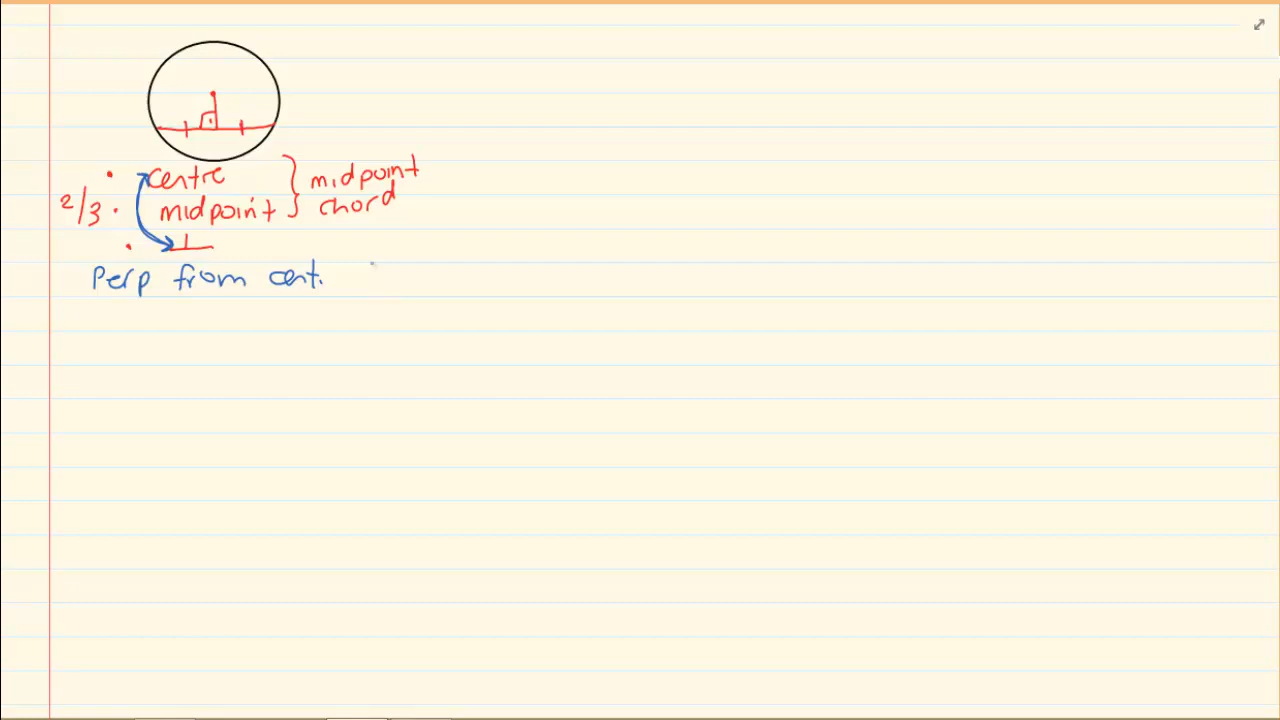 centre } midpoint
2/3 midpoint } chord
Perp from cent.